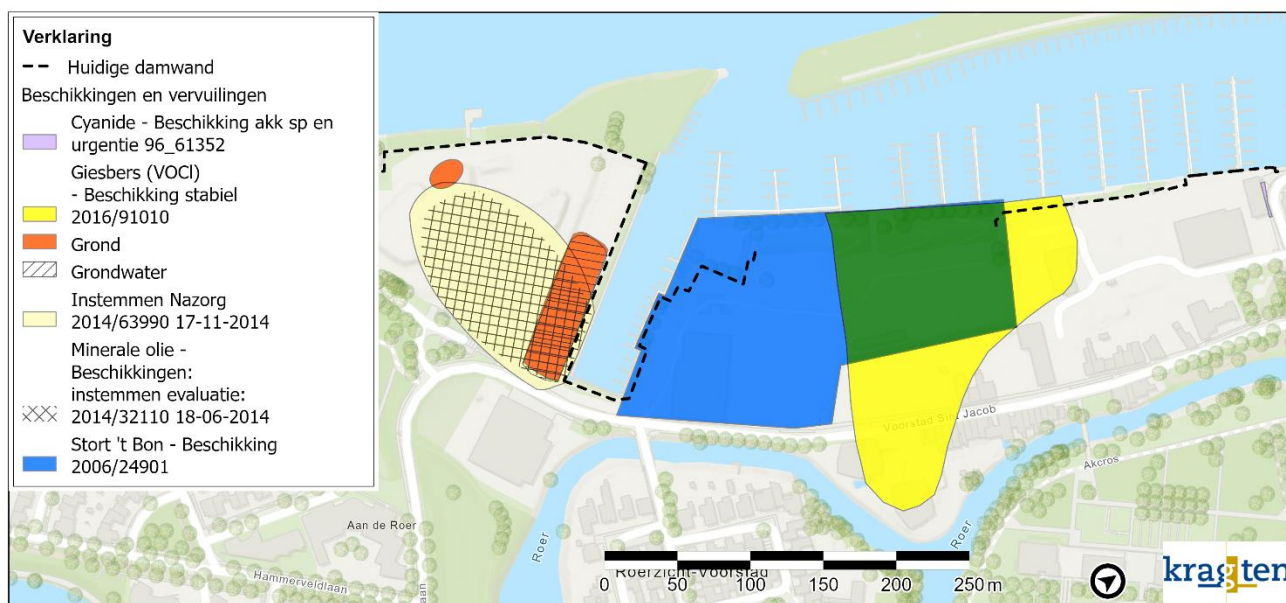 Verklaring
Huidige damwand
Beschikkingen en vervuilingen
Cyanide - Beschikking akk sp en
urgentie 96_61352
Giesbers (VOCl)
- Beschikking stabiel
2016/91010
Grond
Grondwater
Instemmen Nazorg
2014/63990 17-11-2014
Minerale olie -
Beschikkingen:
instemmen evaluatie:
2014/32110 18-06-2014
Stort 't Bon - Beschikking
2006/24901
Voorstad Sint Jacob
Akcros
Aan de Roer
Roer
Roer
Hammerveldlaan
aan
0 50 100 150 200 250 m
Roerzicht-Voorstad
kragten